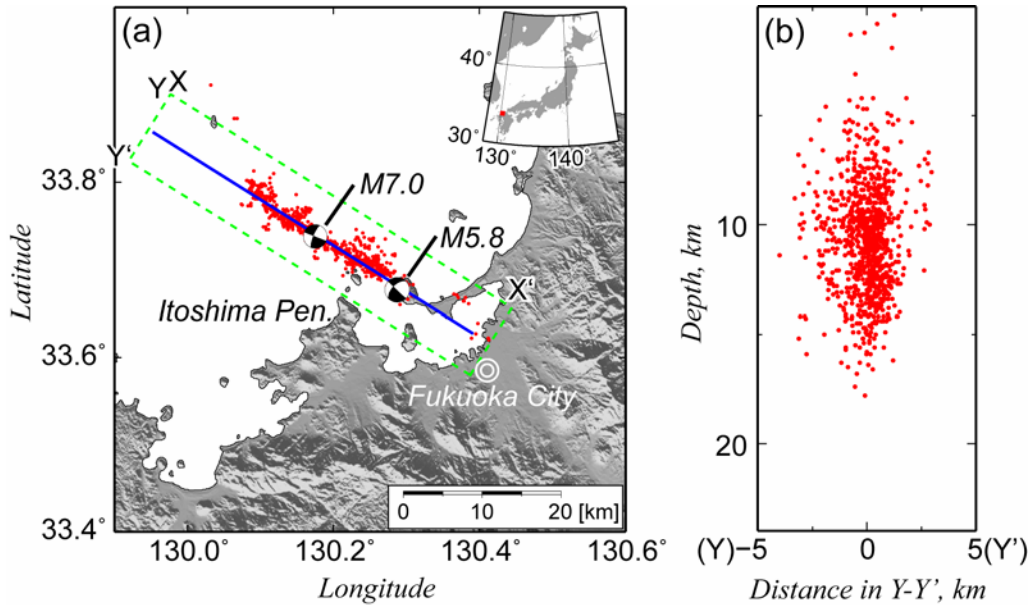 (a)
Y X
Y'
40˚
30˚
130˚
140˚
M7.0
M5.8
X'
Itoshima Pen.
Fukuoka City
33.8˚
33.6˚
33.4˚
Latitude
0 10 20 [km]
130.0˚ 130.2˚ 130.4˚ 130.6˚
Longitude
(b)
10
20
Depth, km
(Y) −5 0 5 (Y')
Distance in Y-Y', km